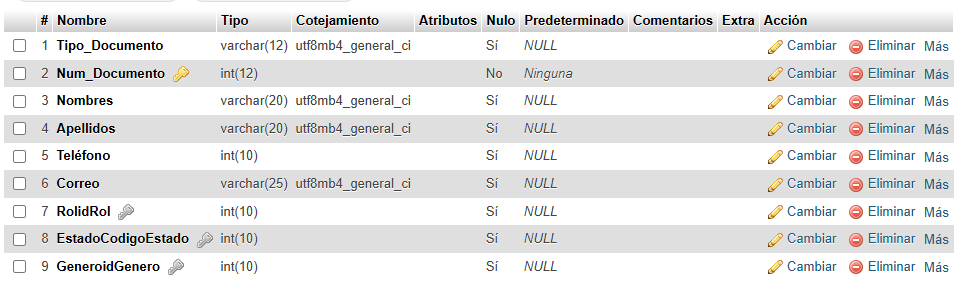 # Nombre Tipo Cotejamiento Atributos Nulo Predeterminado Comentarios Extra Acción
1 Tipo_Documento varchar(12) utf8mb4_general_ci Sí NULL Cambiar Eliminar Más
2 Num_Documento int(12) No Ninguna Cambiar Eliminar Más
3 Nombres varchar(20) utf8mb4_general_ci Sí NULL Cambiar Eliminar Más
4 Apellidos varchar(20) utf8mb4_general_ci Sí NULL Cambiar Eliminar Más
5 Teléfono int(10) Sí NULL Cambiar Eliminar Más
6 Correo varchar(25) utf8mb4_general_ci Sí NULL Cambiar Eliminar Más
7 RolidRol int(10) Sí NULL Cambiar Eliminar Más
8 EstadoCodigoEstado int(10) Sí NULL Cambiar Eliminar Más
9 GeneroidGenero int(10) Sí NULL Cambiar Eliminar Más